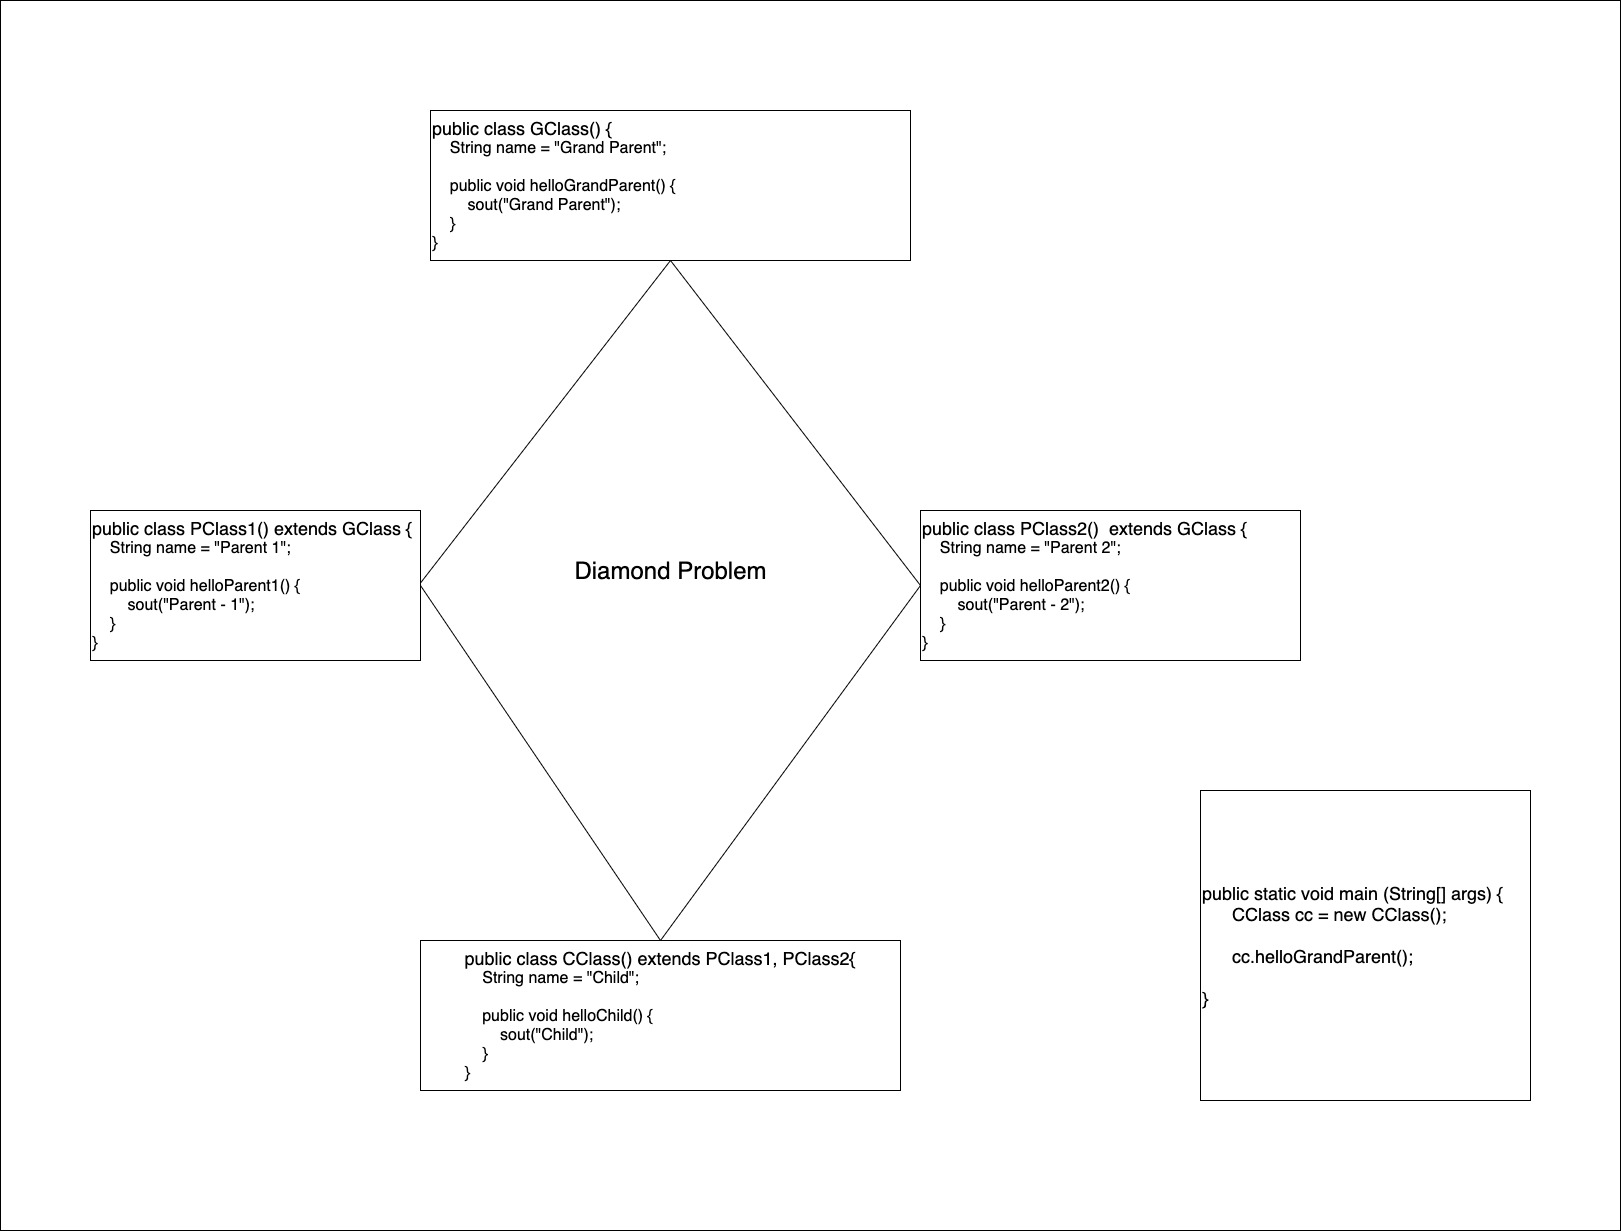 public class GClass() {
String name = "Grand Parent";
public void helloGrandParent() {
sout("Grand Parent");
}
}
public class PClass1() extends GClass {
String name = "Parent 1";
public void helloParent1() {
sout("Parent - 1");
}
}
Diamond Problem
public class PClass2()  extends GClass {
String name = "Parent 2";
public void helloParent2() {
sout("Parent - 2");
}
}
public class CClass() extends PClass1, PClass2{
String name = "Child";
public void helloChild() {
sout("Child");
}
}
public static void main (String[] args) {
CClass cc = new CClass();
cc.helloGrandParent();
}